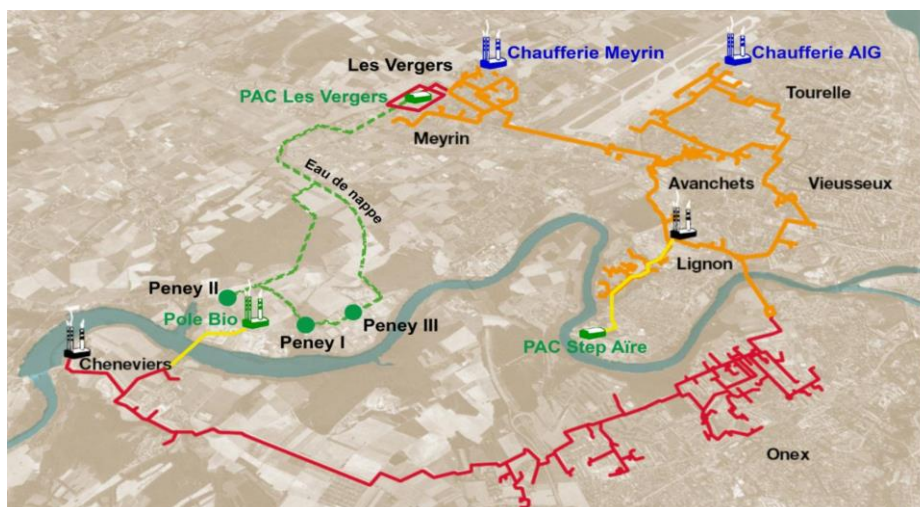 Chaufferie Meyrin
Chaufferie AIG
Les Vergers
PAC Les Vergers
Tourelle
Meyrin
Eau de nappe
Avanchets
Vieusseux
Lignon
Peney II
Pole Bio
Peney III
Peney I
PAC Step Aïre
Cheneviers
Onex